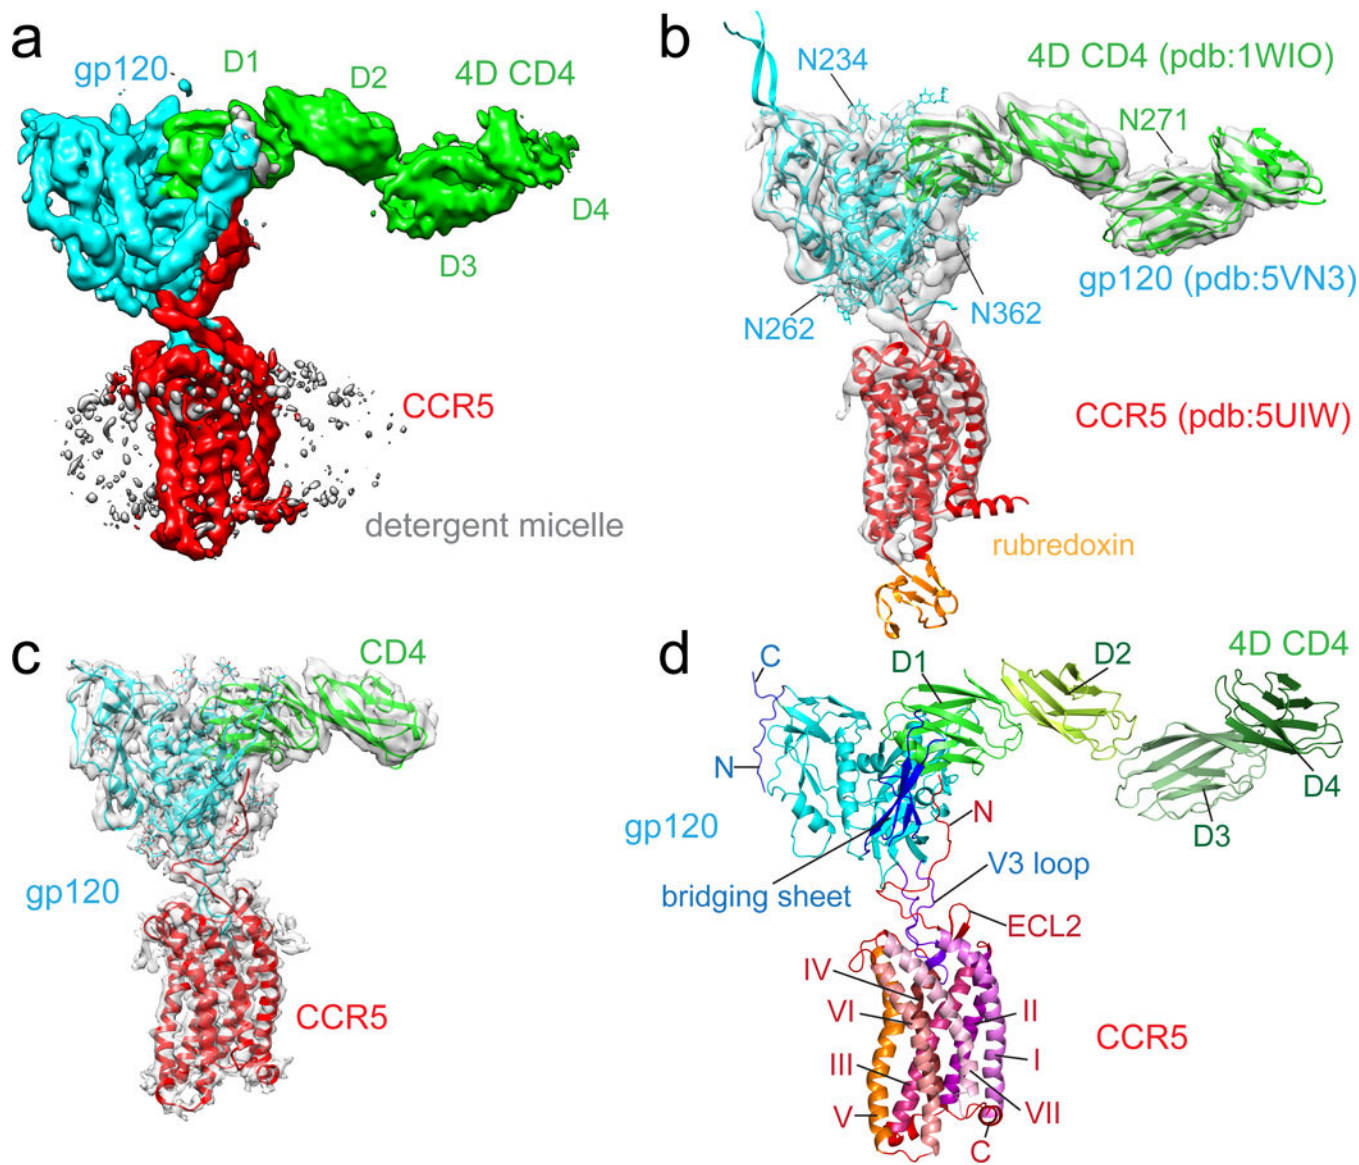 a
gp120
D1
D2
4D CD4
D4
D3
CCR5
detergent micelle
b
N234
4D CD4 (pdb:1WIO)
N271
gp120 (pdb:5VN3)
N262
N362
CCR5 (pdb:5UIW)
rubredoxin
c
CD4
gp120
CCR5
d
C
D1
D2
4D CD4
N
D4
gp120
N
D3
V3 loop
bridging sheet
ECL2
IV
VI
II
CCR5
III
I
V
VII
C